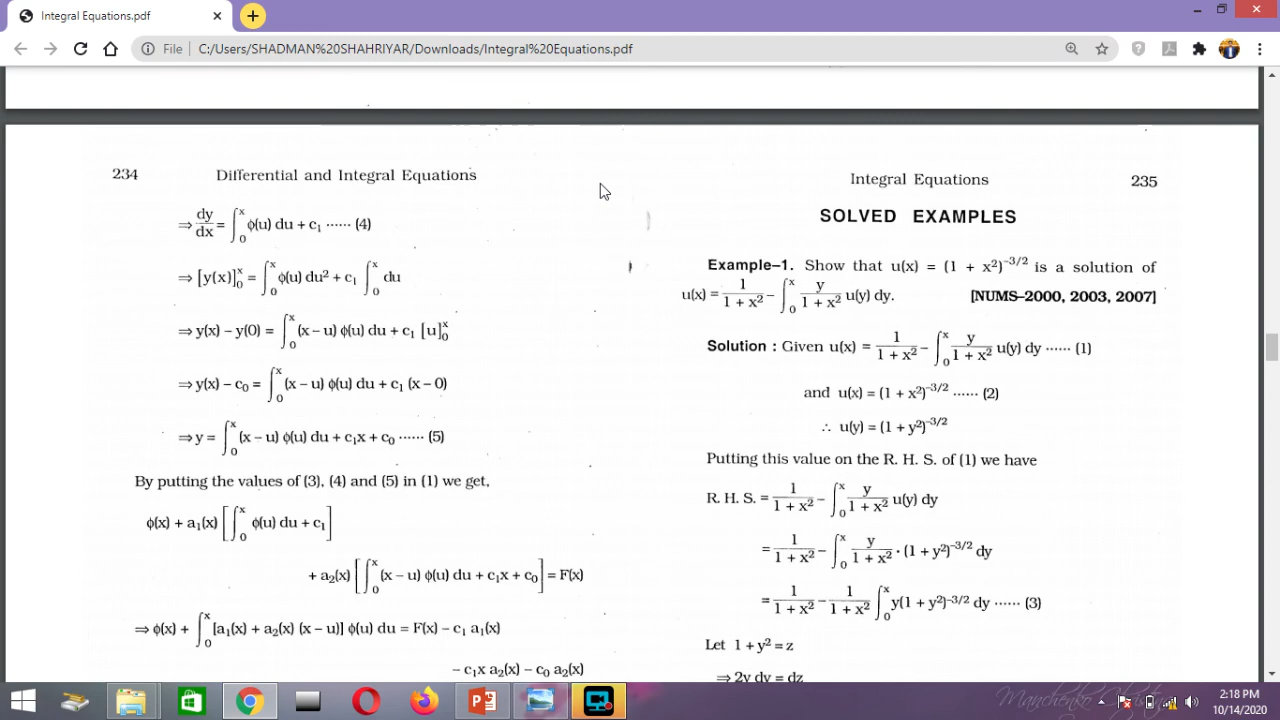 Integral Equations.pdf
File | C:/Users/SHADMAN%20SHAHRIYAR/Downloads/Integral%20Equations.pdf
234 Differential and Integral Equations
⇒ dy/dx = ∫₀ˣ ϕ(u) du + c₁ ...... (4)
⇒ [y(x)]₀ˣ = ∫₀ˣ ϕ(u) du² + c₁ ∫₀ˣ du
⇒ y(x) – y(0) = ∫₀ˣ (x – u) ϕ(u) du + c₁ [u]₀ˣ
⇒ y(x) – c₀ = ∫₀ˣ (x – u) ϕ(u) du + c₁ (x – 0)
⇒ y = ∫₀ˣ (x – u) ϕ(u) du + c₁x + c₀ ...... (5)
By putting the values of (3), (4) and (5) in (1) we get,
ϕ(x) + a₁(x) [∫₀ˣ ϕ(u) du + c₁]
+ a₂(x) [∫₀ˣ (x – u) ϕ(u) du + c₁x + c₀] = F(x)
⇒ ϕ(x) + ∫₀ˣ [a₁(x) + a₂(x) (x – u)] ϕ(u) du = F(x) – c₁ a₁(x)
– c₁x a₂(x) – c₀ a₂(x)
Integral Equations 235
SOLVED EXAMPLES
Example–1. Show that u(x) = (1 + x²)^–3/2 is a solution of
u(x) = 1/(1 + x²) – ∫₀ˣ y/(1 + x²) u(y) dy. [NUMS–2000, 2003, 2007]
Solution : Given u(x) = 1/(1 + x²) – ∫₀ˣ y/(1 + x²) u(y) dy ...... (1)
and u(x) = (1 + x²)^–3/2 ...... (2)
∴ u(y) = (1 + y²)^–3/2
Putting this value on the R. H. S. of (1) we have
R. H. S. = 1/(1 + x²) – ∫₀ˣ y/(1 + x²) u(y) dy
= 1/(1 + x²) – ∫₀ˣ y/(1 + x²) · (1 + y²)^–3/2 dy
= 1/(1 + x²) – 1/(1 + x²) ∫₀ˣ y(1 + y²)^–3/2 dy ...... (3)
Let 1 + y² = z
⇒ 2y dy = dz
2:18 PM
10/14/2020